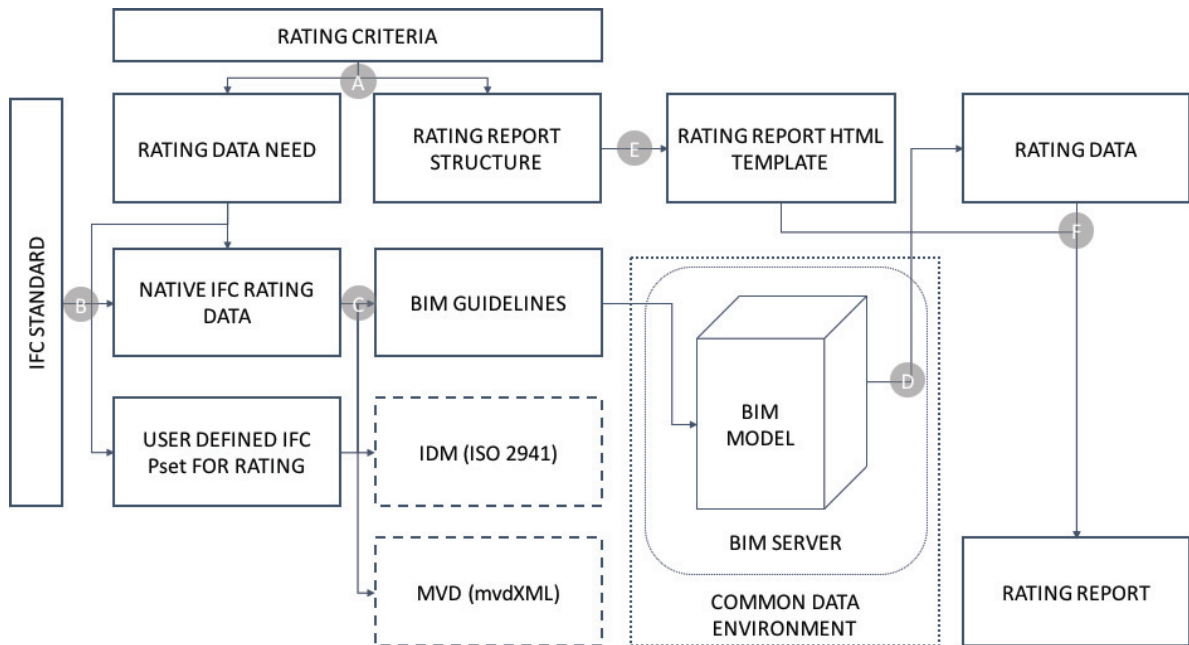 RATING CRITERIA
A
RATING DATA NEED
RATING REPORT
STRUCTURE
E
RATING REPORT HTML
TEMPLATE
RATING DATA
F
IFC STANDARD
B
NATIVE IFC RATING
DATA
C
BIM GUIDELINES
D
BIM
MODEL
USER DEFINED IFC
Pset FOR RATING
IDM (ISO 2941)
BIM SERVER
MVD (mvdXML)
COMMON DATA
ENVIRONMENT
RATING REPORT